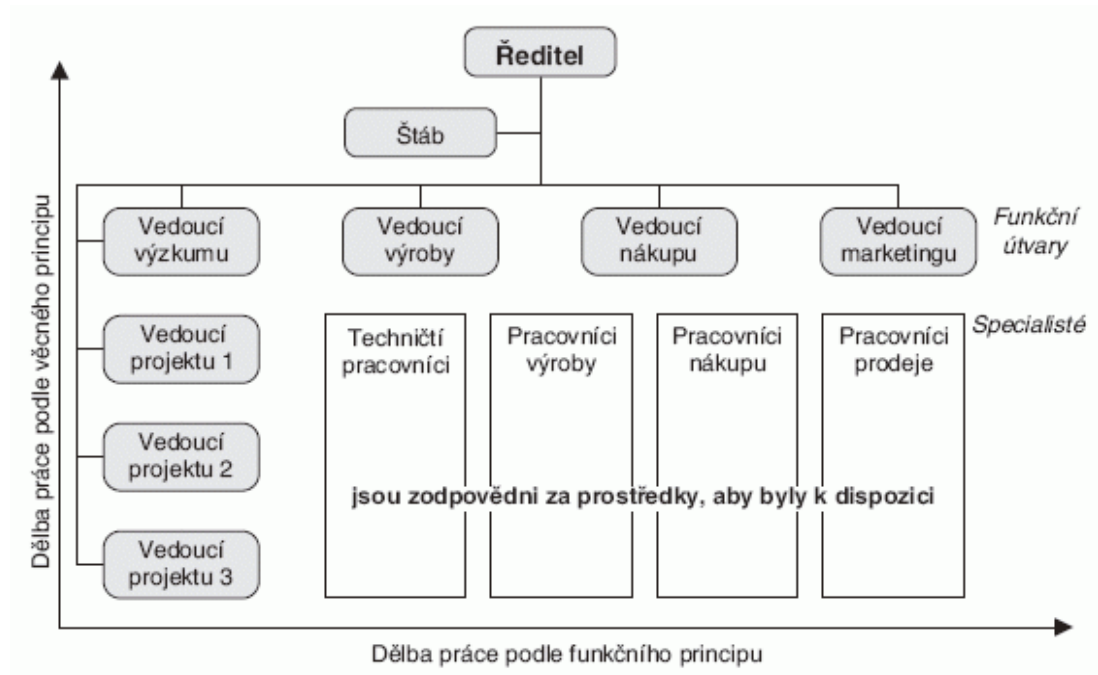 Ředitel
Štáb
Vedoucí
výzkumu
Vedoucí
výroby
Vedoucí
nákupu
Vedoucí
marketingu
Funkční
útvary
Vedoucí
projektu 1
Techničtí
pracovníci
Pracovníci
výroby
Pracovníci
nákupu
Pracovníci
prodeje
Specialisté
Vedoucí
projektu 2
jsou zodpovědni za prostředky, aby byly k dispozici
Vedoucí
projektu 3
Dělba práce podle věcného principu
Dělba práce podle funkčního principu